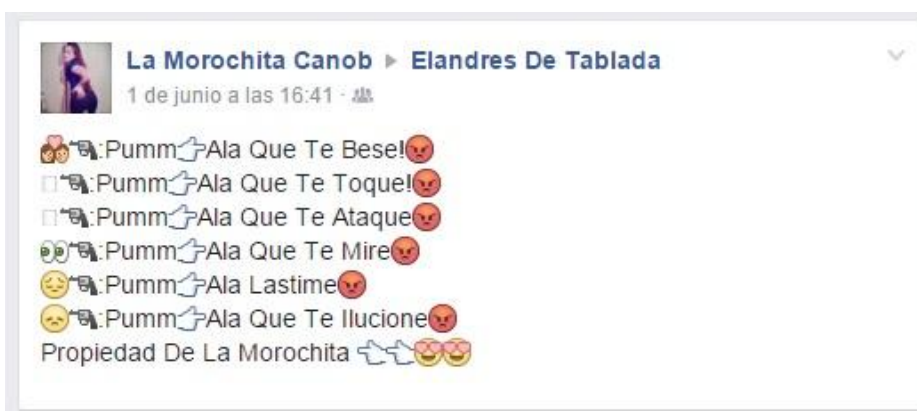 La Morochita Canob ▸ Elandres De Tablada
1 de junio a las 16:41 ·
:Pumm👉Ala Que Te Bese!😡
:Pumm👉Ala Que Te Toque!😡
:Pumm👉Ala Que Te Ataque😡
👀🔫:Pumm👉Ala Que Te Mire😡
😔🔫:Pumm👉Ala Lastime😡
😞🔫:Pumm👉Ala Que Te Ilucione😡
Propiedad De La Morochita 👈👈😍😍